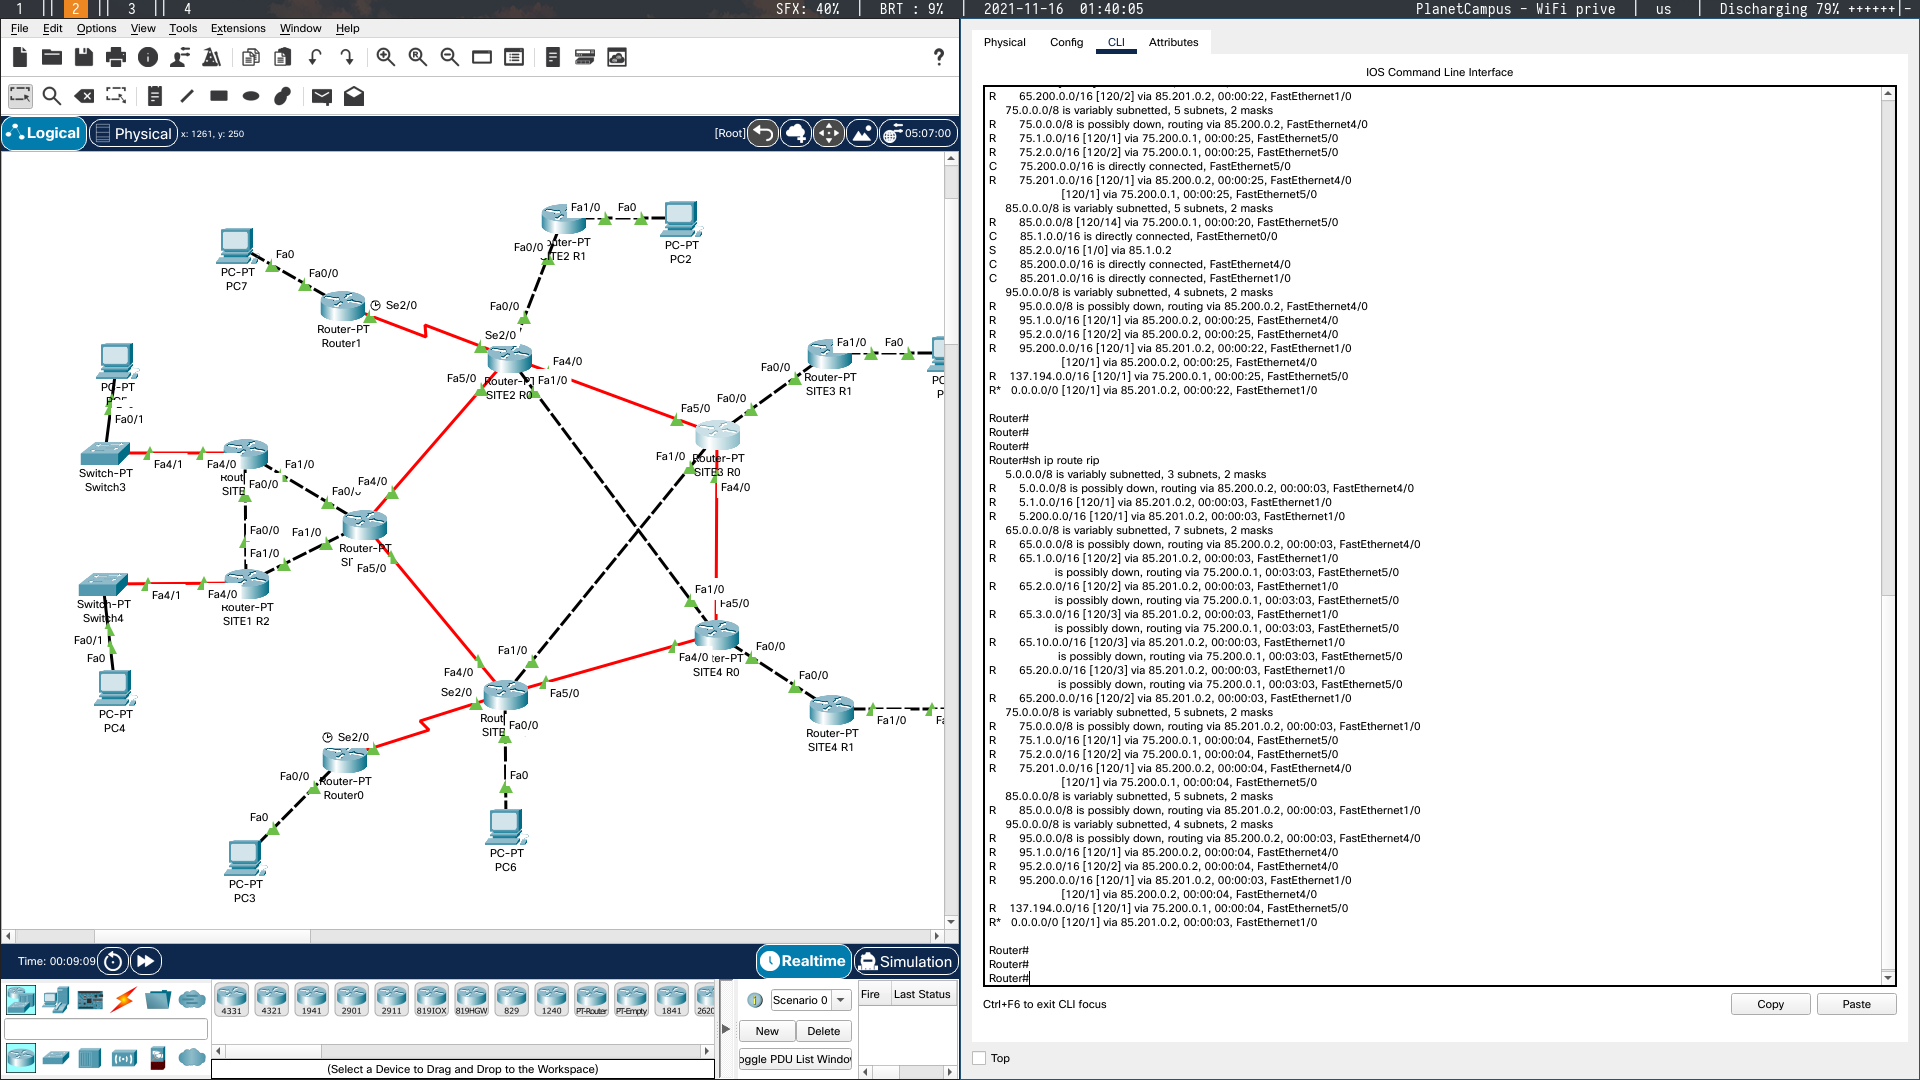 1 || 2 || 3 || 4
SFX: 40% | BRT : 9% | 2021-11-16 01:40:05
PlanetCampus - WiFi prive | us | Discharging 79% ++++++|-
File Edit Options View Tools Extensions Window Help
Logical
Physical
x: 1261, y: 250
[Root]
05:07:00
Fa1/0
Fa0
PC-PT
PC2
Fa0/0
SITE2 R1
Fa0
PC-PT
PC7
Fa0/0
Se2/0
Router-PT
Router1
Fa0/0
Se2/0
Fa4/0
Fa5/0
Fa1/0
SITE2 R0
Fa1/0
Fa0
Fa0/0
Router-PT
SITE3 R1
Fa0/0
Fa5/0
Fa1/0
Router-PT
SITE3 R0
Fa4/0
PC-PT
Fa0/1
Switch-PT
Switch3
Fa4/1
Fa4/0
Fa1/0
Fa0/0
Fa4/0
Fa0/0
Fa1/0
Fa1/0
Router-PT
Fa5/0
Switch-PT
Switch4
Fa4/1
Fa4/0
Router-PT
SITE1 R2
Fa0/1
Fa0
PC-PT
PC4
Fa1/0
Fa5/0
Fa4/0
SITE4 R0
Fa0/0
Fa0/0
Router-PT
SITE4 R1
Fa1/0
Fa1/0
Fa4/0
Se2/0
Fa5/0
Fa0/0
Fa0
PC-PT
PC6
Se2/0
Fa0/0
Router-PT
Router0
Fa0
PC-PT
PC3
Time: 00:09:09
Realtime
Simulation
4331 4321 1941 2901 2911 819IOX 819HGW 829 1240 PT-Router PT-Empty 1841 2620
Scenario 0
New
Delete
Fire Last Status
(Select a Device to Drag and Drop to the Workspace)
Physical Config CLI Attributes
IOS Command Line Interface
R 65.200.0.0/16 [120/2] via 85.201.0.2, 00:00:22, FastEthernet1/0
75.0.0.0/8 is variably subnetted, 5 subnets, 2 masks
R 75.0.0.0/8 is possibly down, routing via 85.200.0.2, FastEthernet4/0
R 75.1.0.0/16 [120/1] via 75.200.0.1, 00:00:25, FastEthernet5/0
R 75.2.0.0/16 [120/2] via 75.200.0.1, 00:00:25, FastEthernet5/0
C 75.200.0.0/16 is directly connected, FastEthernet5/0
R 75.201.0.0/16 [120/1] via 85.200.0.2, 00:00:25, FastEthernet4/0
[120/1] via 75.200.0.1, 00:00:25, FastEthernet5/0
85.0.0.0/8 is variably subnetted, 5 subnets, 2 masks
R 85.0.0.0/8 [120/14] via 75.200.0.1, 00:00:20, FastEthernet5/0
C 85.1.0.0/16 is directly connected, FastEthernet0/0
S 85.2.0.0/16 [1/0] via 85.1.0.2
C 85.200.0.0/16 is directly connected, FastEthernet4/0
C 85.201.0.0/16 is directly connected, FastEthernet1/0
95.0.0.0/8 is variably subnetted, 4 subnets, 2 masks
R 95.0.0.0/8 is possibly down, routing via 85.200.0.2, FastEthernet4/0
R 95.1.0.0/16 [120/1] via 85.200.0.2, 00:00:25, FastEthernet4/0
R 95.2.0.0/16 [120/2] via 85.200.0.2, 00:00:25, FastEthernet4/0
R 95.200.0.0/16 [120/1] via 85.201.0.2, 00:00:22, FastEthernet1/0
[120/1] via 85.200.0.2, 00:00:25, FastEthernet4/0
R 137.194.0.0/16 [120/1] via 75.200.0.1, 00:00:25, FastEthernet5/0
R* 0.0.0.0/0 [120/1] via 85.201.0.2, 00:00:22, FastEthernet1/0
Router#
Router#
Router#
Router#sh ip route rip
5.0.0.0/8 is variably subnetted, 3 subnets, 2 masks
R 5.0.0.0/8 is possibly down, routing via 85.200.0.2, 00:00:03, FastEthernet4/0
R 5.1.0.0/16 [120/1] via 85.201.0.2, 00:00:03, FastEthernet1/0
R 5.200.0.0/16 [120/1] via 85.201.0.2, 00:00:03, FastEthernet1/0
65.0.0.0/8 is variably subnetted, 7 subnets, 2 masks
R 65.0.0.0/8 is possibly down, routing via 85.200.0.2, 00:00:03, FastEthernet4/0
R 65.1.0.0/16 [120/2] via 85.201.0.2, 00:00:03, FastEthernet1/0
is possibly down, routing via 75.200.0.1, 00:03:03, FastEthernet5/0
R 65.2.0.0/16 [120/2] via 85.201.0.2, 00:00:03, FastEthernet1/0
is possibly down, routing via 75.200.0.1, 00:03:03, FastEthernet5/0
R 65.3.0.0/16 [120/3] via 85.201.0.2, 00:00:03, FastEthernet1/0
is possibly down, routing via 75.200.0.1, 00:03:03, FastEthernet5/0
R 65.10.0.0/16 [120/3] via 85.201.0.2, 00:00:03, FastEthernet1/0
is possibly down, routing via 75.200.0.1, 00:03:03, FastEthernet5/0
R 65.20.0.0/16 [120/3] via 85.201.0.2, 00:00:03, FastEthernet1/0
is possibly down, routing via 75.200.0.1, 00:03:03, FastEthernet5/0
R 65.200.0.0/16 [120/2] via 85.201.0.2, 00:00:03, FastEthernet1/0
75.0.0.0/8 is variably subnetted, 5 subnets, 2 masks
R 75.0.0.0/8 is possibly down, routing via 85.201.0.2, 00:00:03, FastEthernet1/0
R 75.1.0.0/16 [120/1] via 75.200.0.1, 00:00:04, FastEthernet5/0
R 75.2.0.0/16 [120/2] via 75.200.0.1, 00:00:04, FastEthernet5/0
R 75.201.0.0/16 [120/1] via 85.200.0.2, 00:00:04, FastEthernet4/0
[120/1] via 75.200.0.1, 00:00:04, FastEthernet5/0
85.0.0.0/8 is variably subnetted, 5 subnets, 2 masks
R 85.0.0.0/8 is possibly down, routing via 85.201.0.2, 00:00:03, FastEthernet1/0
95.0.0.0/8 is variably subnetted, 4 subnets, 2 masks
R 95.0.0.0/8 is possibly down, routing via 85.200.0.2, 00:00:03, FastEthernet4/0
R 95.1.0.0/16 [120/1] via 85.200.0.2, 00:00:04, FastEthernet4/0
R 95.2.0.0/16 [120/2] via 85.200.0.2, 00:00:04, FastEthernet4/0
R 95.200.0.0/16 [120/1] via 85.201.0.2, 00:00:03, FastEthernet1/0
[120/1] via 85.200.0.2, 00:00:04, FastEthernet4/0
R 137.194.0.0/16 [120/1] via 75.200.0.1, 00:00:04, FastEthernet5/0
R* 0.0.0.0/0 [120/1] via 85.201.0.2, 00:00:03, FastEthernet1/0
Router#
Router#
Router#
Ctrl+F6 to exit CLI focus
Copy
Paste
Top